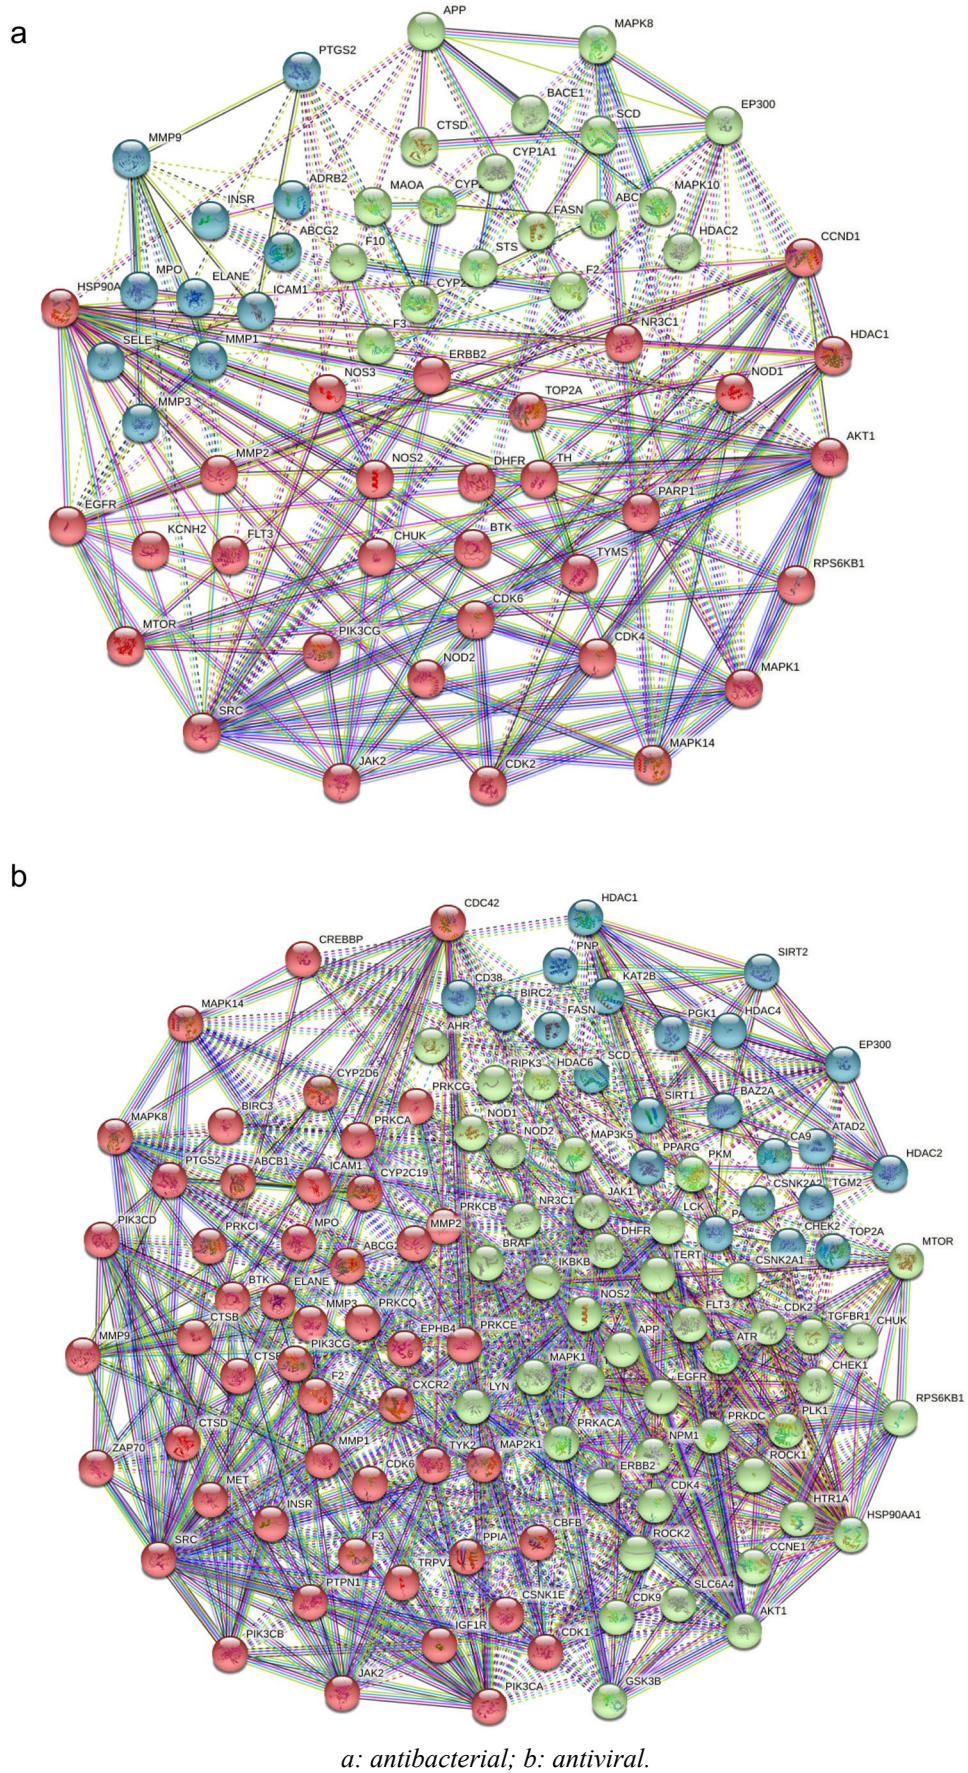 a
APP
MAPK8
PTGS2
BACE1
SCD
EP300
CTSD
MMP9
CYP1A1
ADRB2
MAOA
MAPK10
INSR
FASN
ABCG2
F10
HDAC2
CCND1
STS
MPO
ELANE
F2
HSP90A
ICAM1
NR3C1
HDAC1
SELE
MMP1
F3
ERBB2
NOS3
NOD1
TOP2A
MMP3
AKT1
MMP2
NOS2
DHFR
TH
PARP1
EGFR
KCNH2
FLT3
CHUK
BTK
TYMS
RPS6KB1
CDK6
MTOR
PIK3CG
CDK4
NOD2
MAPK1
SRC
MAPK14
JAK2
CDK2
b
CDC42
HDAC1
CREBBP
PNP
SIRT2
CD38
KAT2B
BIRC2
MAPK14
FASN
PGK1
HDAC4
AHR
EP300
RIPK3
HDAC6
SCD
CYP2D6
PRKCG
SIRT1
BAZ2A
MAPK8
BIRC3
PRKCA
NOD1
NOD2
MAP3K5
ATAD2
CA9
PTGS2
ABCB1
ICAM1
CYP2C19
PPARG
PKM
HDAC2
CSNK2A2
TGM2
NR3C1
JAK1
LCK
PIK3CD
PRKCI
MPO
MMP2
PRKCB
DHFR
CHEK2
TOP2A
MTOR
ABCG2
BRAF
IKBKB
TERT
CSNK2A1
BTK
ELANE
NOS2
MMP3
PRKCQ
FLT3
CDK2
TGFBR1
CHUK
CTSB
EPHB4
PRKCE
APP
ATR
MMP9
PIK3CG
MAPK1
EGFR
CHEK1
F2
CXCR2
LYN
RPS6KB1
CTSD
PRKACA
NPM1
PRKDC
PLK1
ROCK1
ZAP70
MMP1
TYK2
MAP2K1
CDK6
ERBB2
MET
CDK4
HTR1A
INSR
HSP90AA1
SRC
F3
PPIA
CBFB
ROCK2
CCNE1
TRPV1
PTPN1
CSNK1E
CDK9
SLC6A4
AKT1
IGF1R
CDK1
PIK3CB
JAK2
PIK3CA
GSK3B
a: antibacterial; b: antiviral.